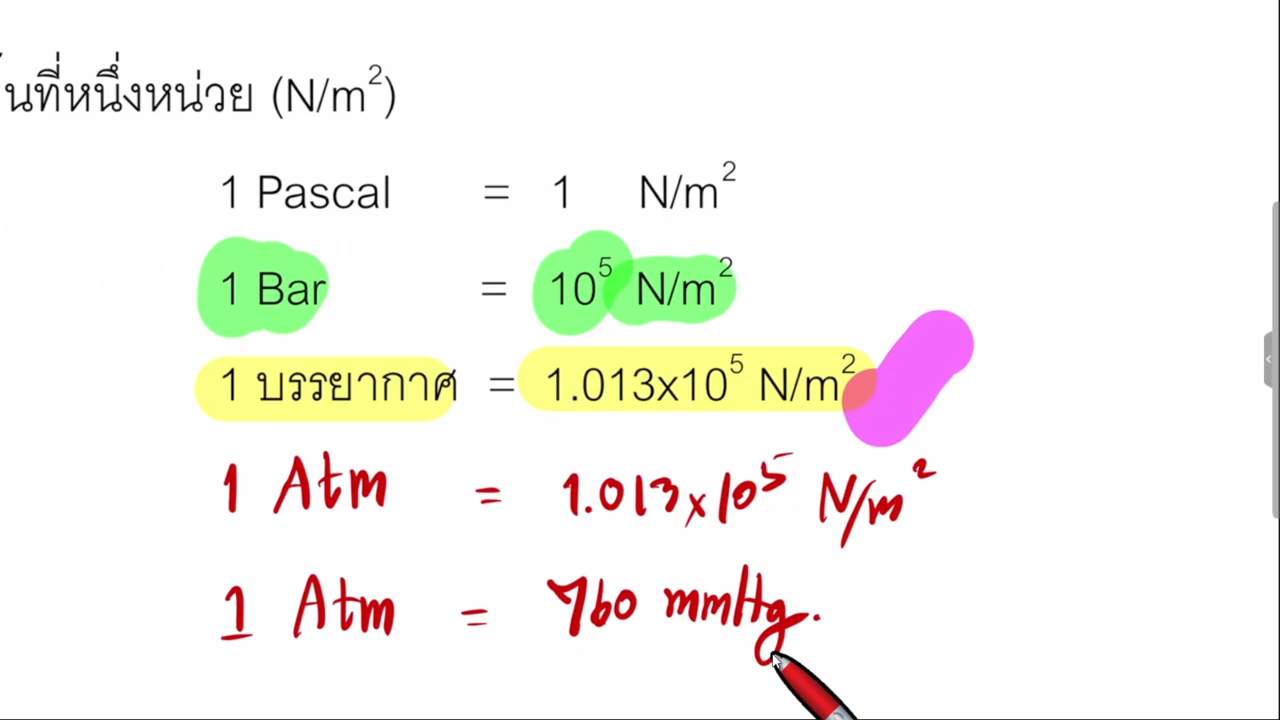 นที่หนึ่งหน่วย (N/m²)
1 Pascal = 1 N/m²
1 Bar = 10⁵ N/m²
1 บรรยากาศ = 1.013x10⁵ N/m²
1 Atm = 1.013x10⁵ N/m²
1 Atm = 760 mmHg.